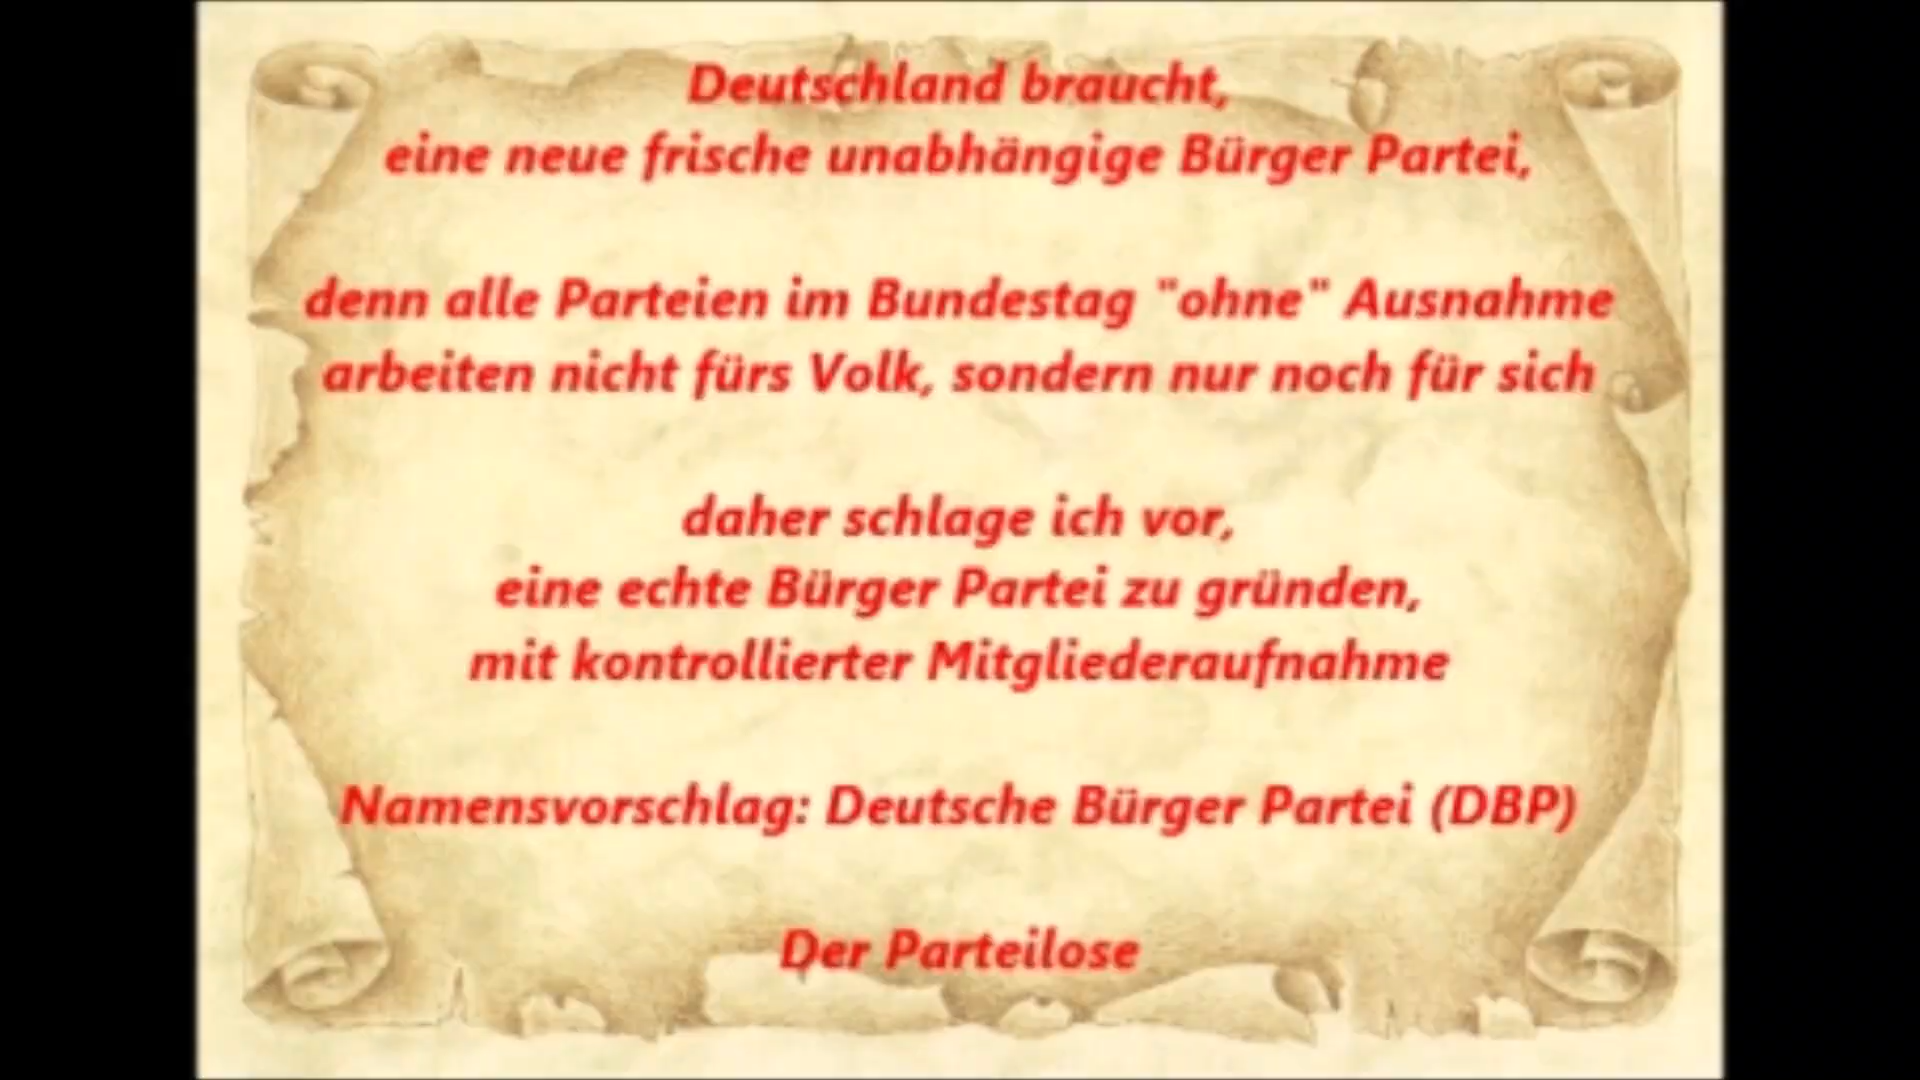 Deutschland braucht,
eine neue frische unabhängige Bürger Partei,
denn alle Parteien im Bundestag "ohne" Ausnahme
arbeiten nicht fürs Volk, sondern nur noch für sich
daher schlage ich vor,
eine echte Bürger Partei zu gründen,
mit kontrollierter Mitgliederaufnahme
Namensvorschlag: Deutsche Bürger Partei (DBP)
Der Parteilose